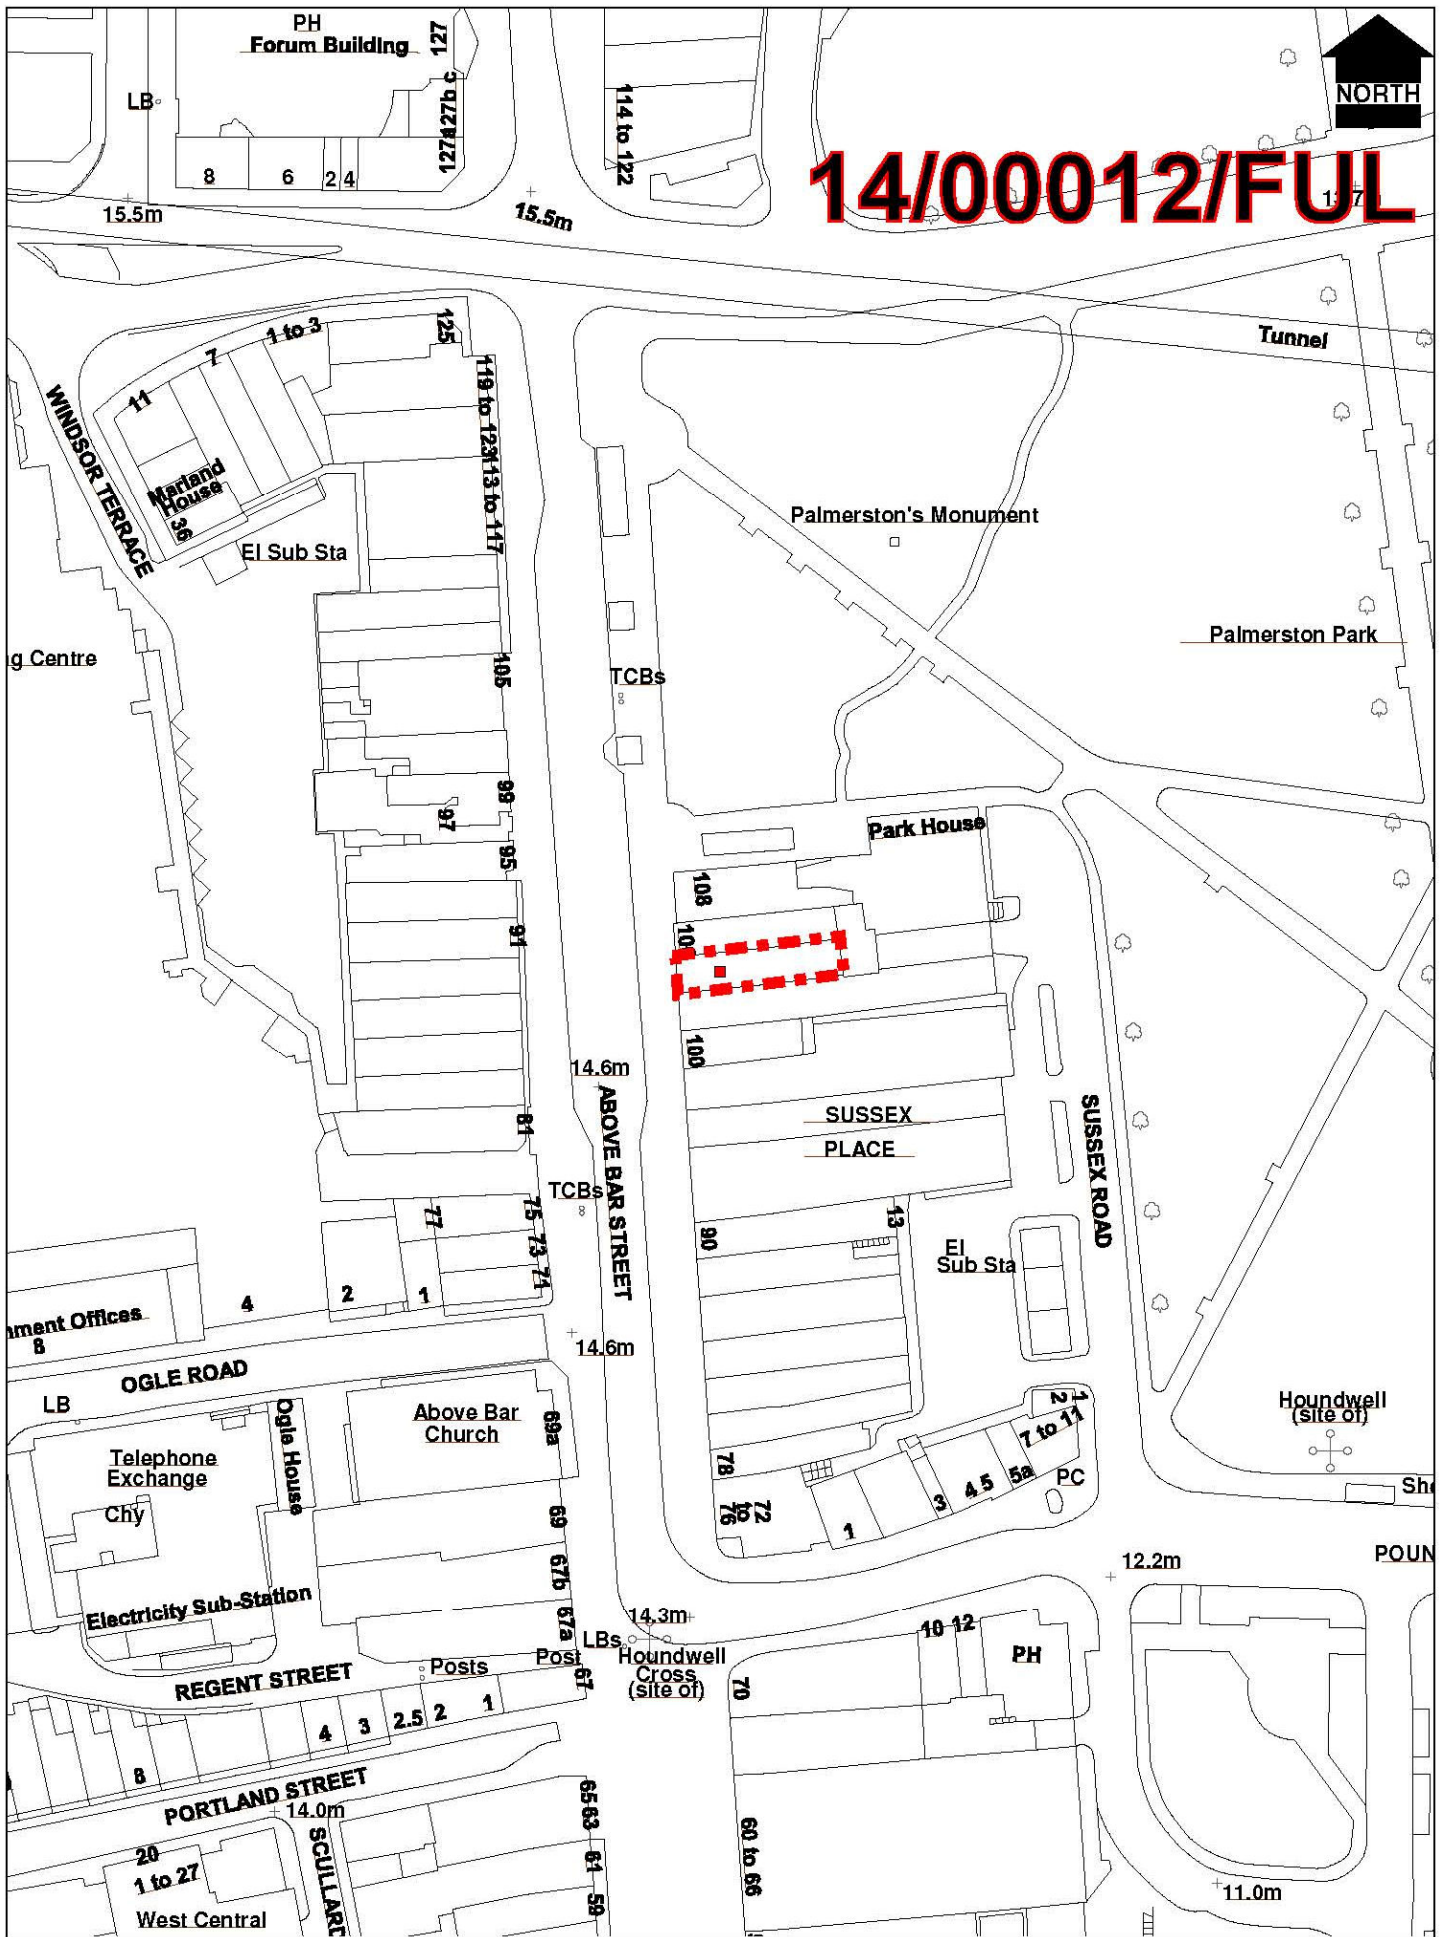 PH
Forum Building
127
127b c
127a
LB
114 to 122
NORTH
14/00012/FUL
8
6
2
4
15.5m
15.5m
1 to 3
125
7
11
Tunnel
119 to 123
113 to 117
WINDSOR TERRACE
Marland
House
36
El Sub Sta
Palmerston's Monument
Palmerston Park
g Centre
105
TCBs
99
97
95
Park House
108
91
100
14.6m
ABOVE BAR STREET
81
SUSSEX
PLACE
SUSSEX ROAD
TCBs
77
75
73
71
90
13
El
Sub Sta
4
2
1
nment Offices
8
14.6m
OGLE ROAD
LB
Ogle House
Above Bar
Church
69a
Houndwell
(site of)
1
2
7 to 11
Telephone
Exchange
Chy
78
72
to
76
5a
PC
4 5
3
1
69
67b
12.2m
POUN
Electricity Sub-Station
67a
14.3m
LBs
10
12
PH
Posts
Post
Houndwell
Cross
(site of)
67
70
REGENT STREET
4
3
2.5
2
1
8
PORTLAND STREET
14.0m
65
63
60 to 66
20
1 to 27
61
SCULLARD
59
11.0m
West Central